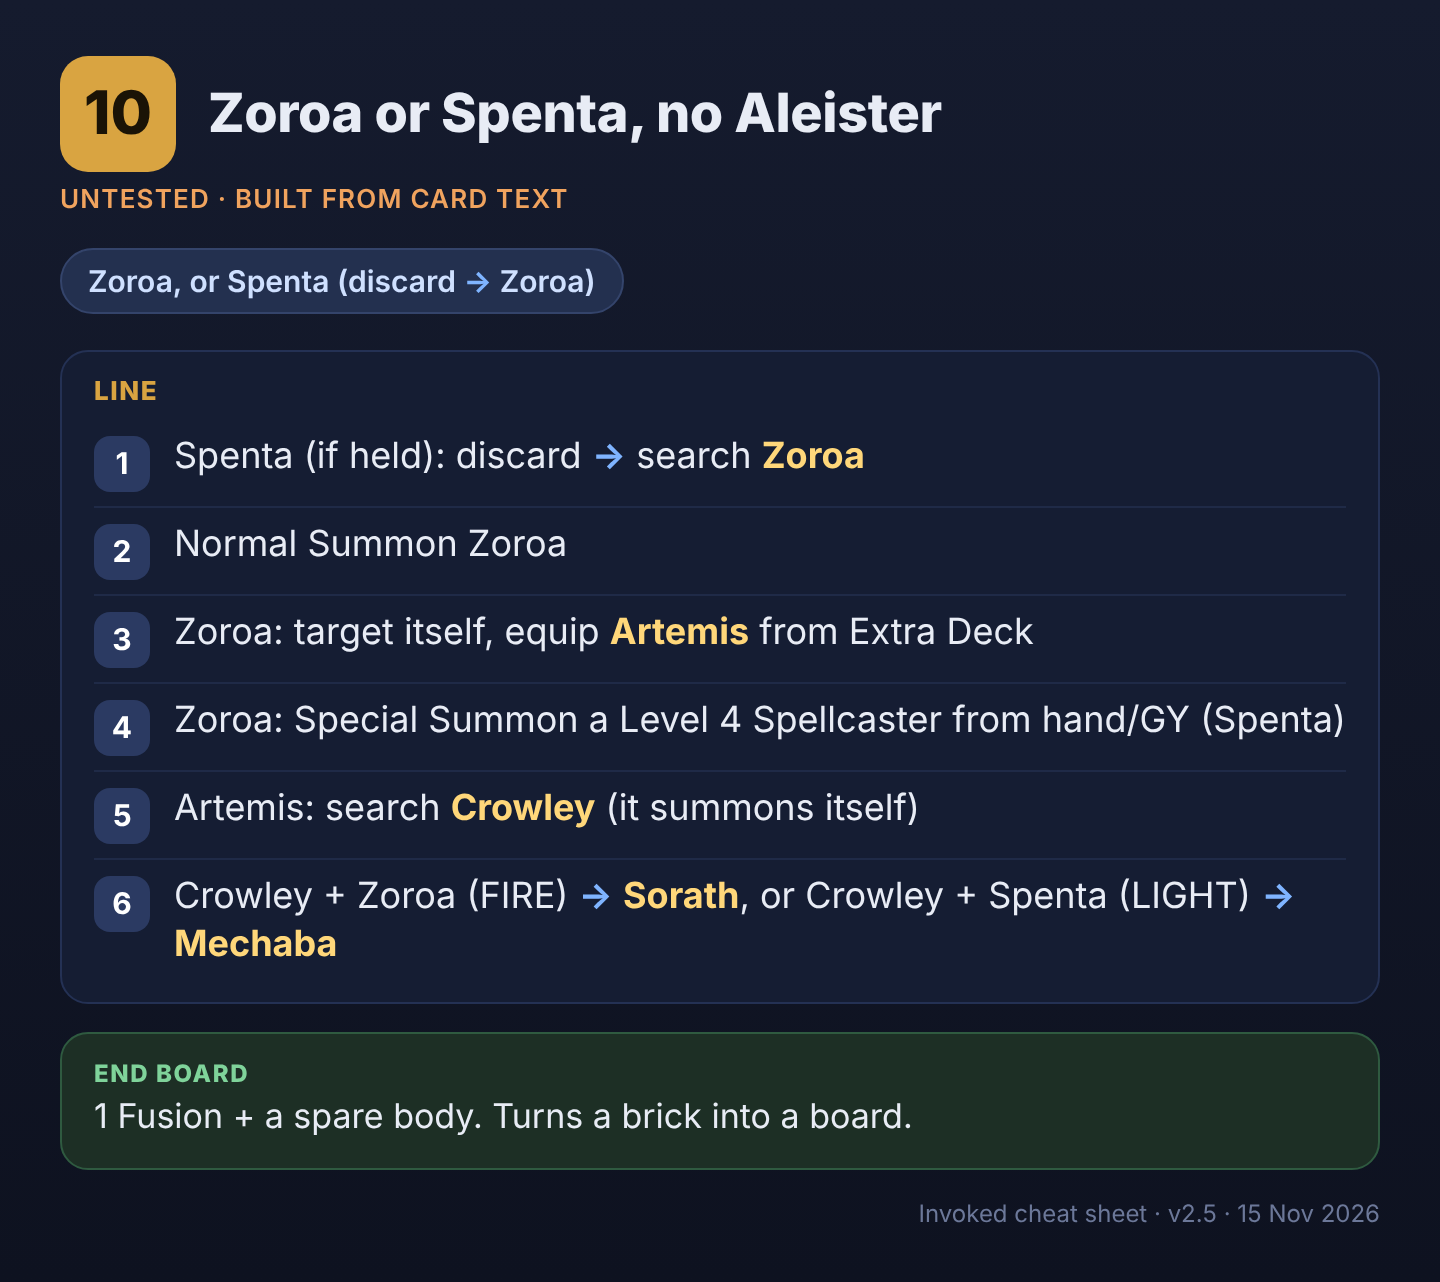 10
Zoroa or Spenta, no Aleister
UNTESTED · BUILT FROM CARD TEXT
Zoroa, or Spenta (discard → Zoroa)
LINE
1 Spenta (if held): discard → search Zoroa
2 Normal Summon Zoroa
3 Zoroa: target itself, equip Artemis from Extra Deck
4 Zoroa: Special Summon a Level 4 Spellcaster from hand/GY (Spenta)
5 Artemis: search Crowley (it summons itself)
6 Crowley + Zoroa (FIRE) → Sorath, or Crowley + Spenta (LIGHT) →
Mechaba
END BOARD
1 Fusion + a spare body. Turns a brick into a board.
Invoked cheat sheet · v2.5 · 15 Nov 2026